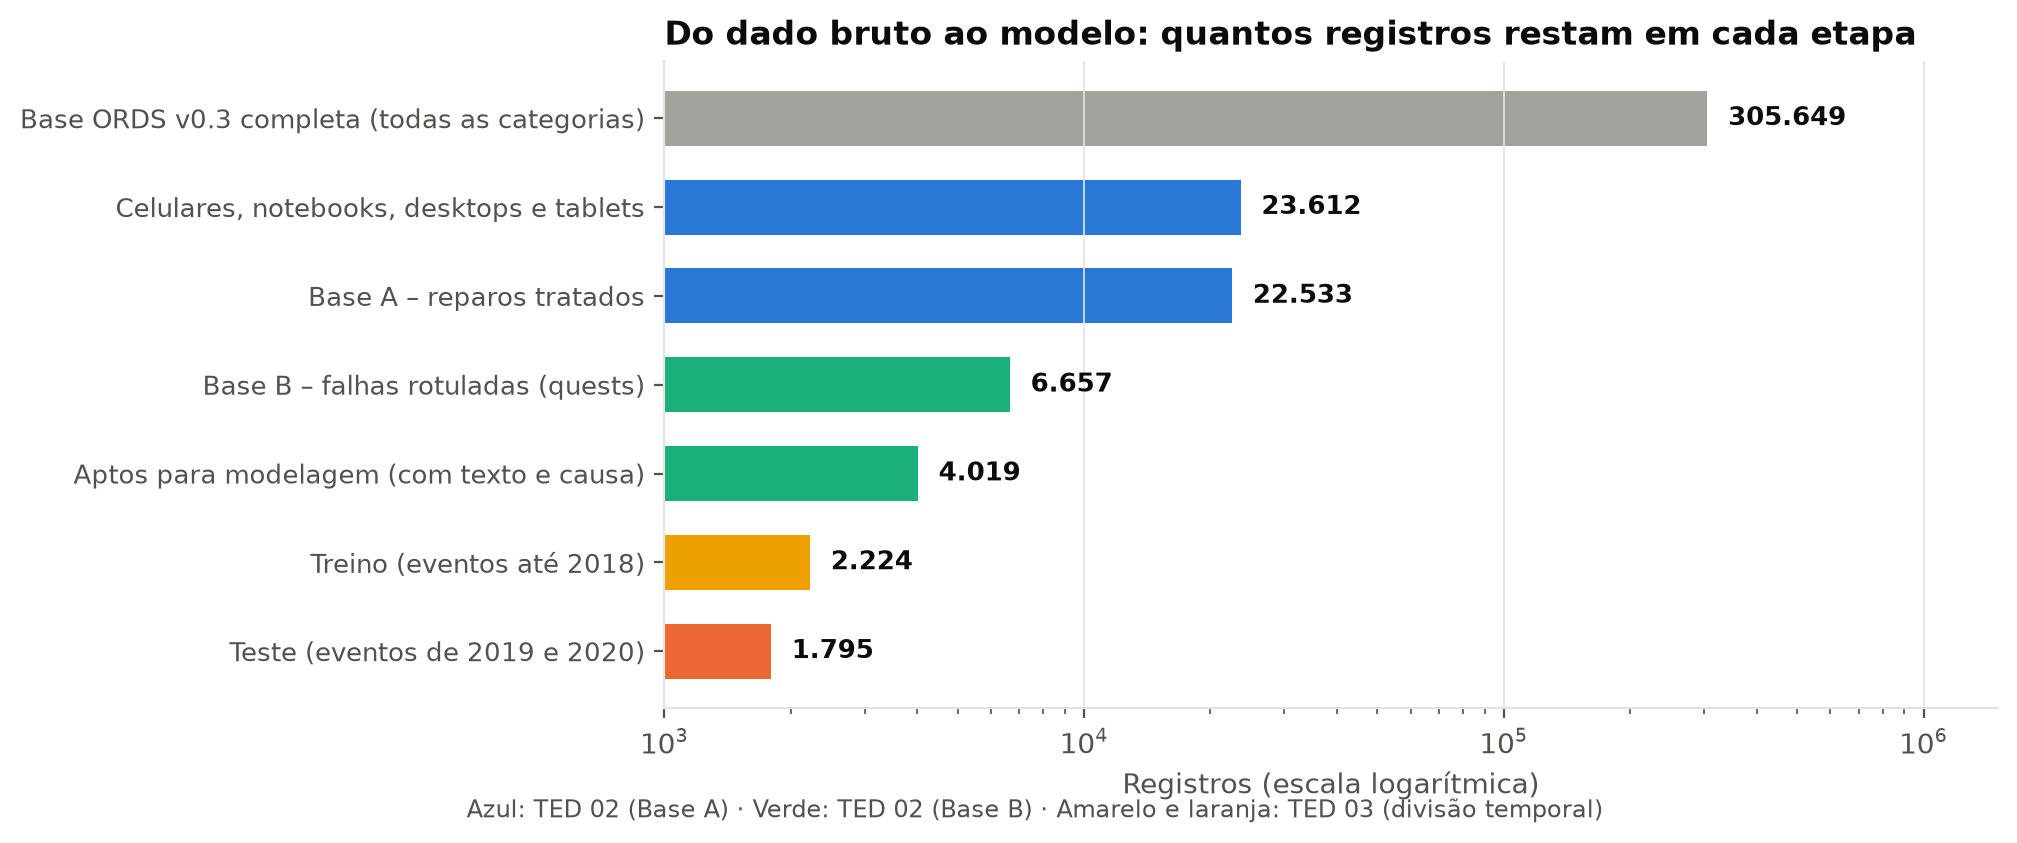 Do dado bruto ao modelo: quantos registros restam em cada etapa
Base ORDS v0.3 completa (todas as categorias) 305.649
Celulares, notebooks, desktops e tablets 23.612
Base A – reparos tratados 22.533
Base B – falhas rotuladas (quests) 6.657
Aptos para modelagem (com texto e causa) 4.019
Treino (eventos até 2018) 2.224
Teste (eventos de 2019 e 2020) 1.795
10³ 10⁴ 10⁵ 10⁶
Registros (escala logarítmica)
Azul: TED 02 (Base A) · Verde: TED 02 (Base B) · Amarelo e laranja: TED 03 (divisão temporal)